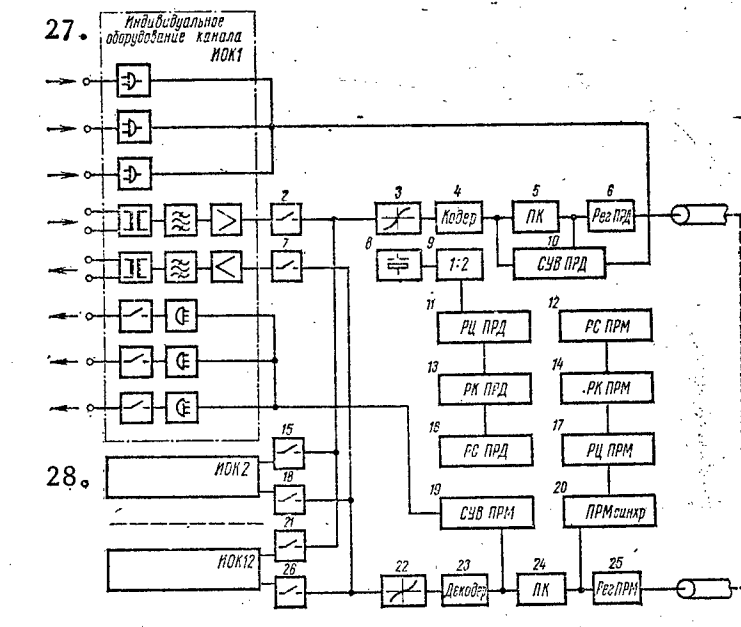 27.
Индивидуальное
оборудование канала
ИОК1
2
3
4
5
6
Кодер
ПК
Рег ПРД
7
8
9
10
1:2
СУВ ПРД
11
12
РЦ ПРД
РС ПРМ
13
14
РК ПРД
РК ПРМ
15
16
17
РС ПРД
РЦ ПРМ
28.
ИОК2
18
19
20
СУВ ПРМ
ПРМ синхр
21
ИОК12
26
22
23
24
25
Декодер
ПК
Рег ПРМ